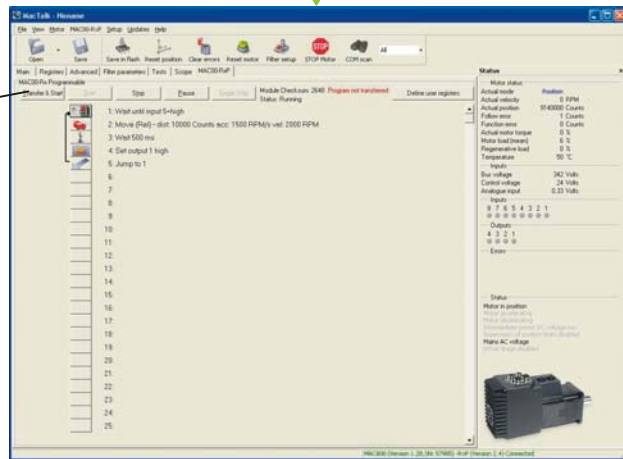 MacTalk - Noname
File View Motor MAC00-RxP Setup Updates Help
Open Save Save in flash Reset position Clear errors Reset motor Filter setup STOP Motor COM scan All
Main Registers Advanced Filter parameters Tests Scope MAC00-RxP
MAC00-Rx Programmable
Transfer & Start Start Stop Pause Single Step Module Checksum: 2648 Program not transferred. Define user registers
Status: Running
1: Wait until input 5=high
2: Move (Rel) - dist: 10000 Counts acc: 1500 RPM/s vel: 2000 RPM
3: Wait 500 ms
4: Set output 1 high
5: Jump to 1
6:
7:
8:
9:
10:
11:
12:
13:
14:
15:
16:
17:
18:
19:
20:
21:
22:
23:
24:
25:
Status
Motor status
Actual mode Position
Actual velocity 0 RPM
Actual position 9140000 Counts
Follow error 1 Counts
Function error 0 Counts
Actual motor torque 0 %
Motor load (mean) 6 %
Regenerative load 0 %
Temperature 50 °C
Inputs
Bus voltage 342 Volts
Control voltage 24 Volts
Analogue input 0.33 Volts
Inputs
8 7 6 5 4 3 2 1
Outputs
4 3 2 1
Errors
Status
Motor in position
Motor accelerating
Motor decelerating
Mains AC voltage